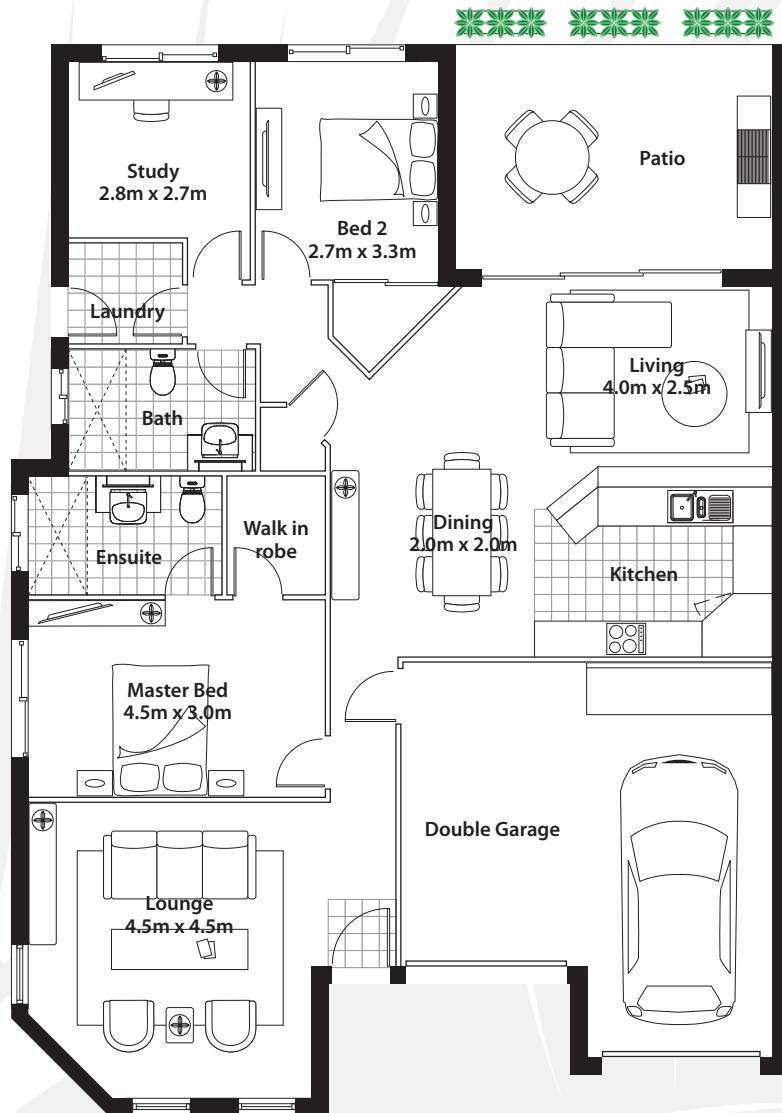 Study
2.8m x 2.7m
Patio
Bed 2
2.7m x 3.3m
Laundry
Living
4.0m x 2.5m
Bath
Dining
2.0m x 2.0m
Walk in
robe
Ensuite
Kitchen
Master Bed
4.5m x 3.0m
Double Garage
Lounge
4.5m x 4.5m